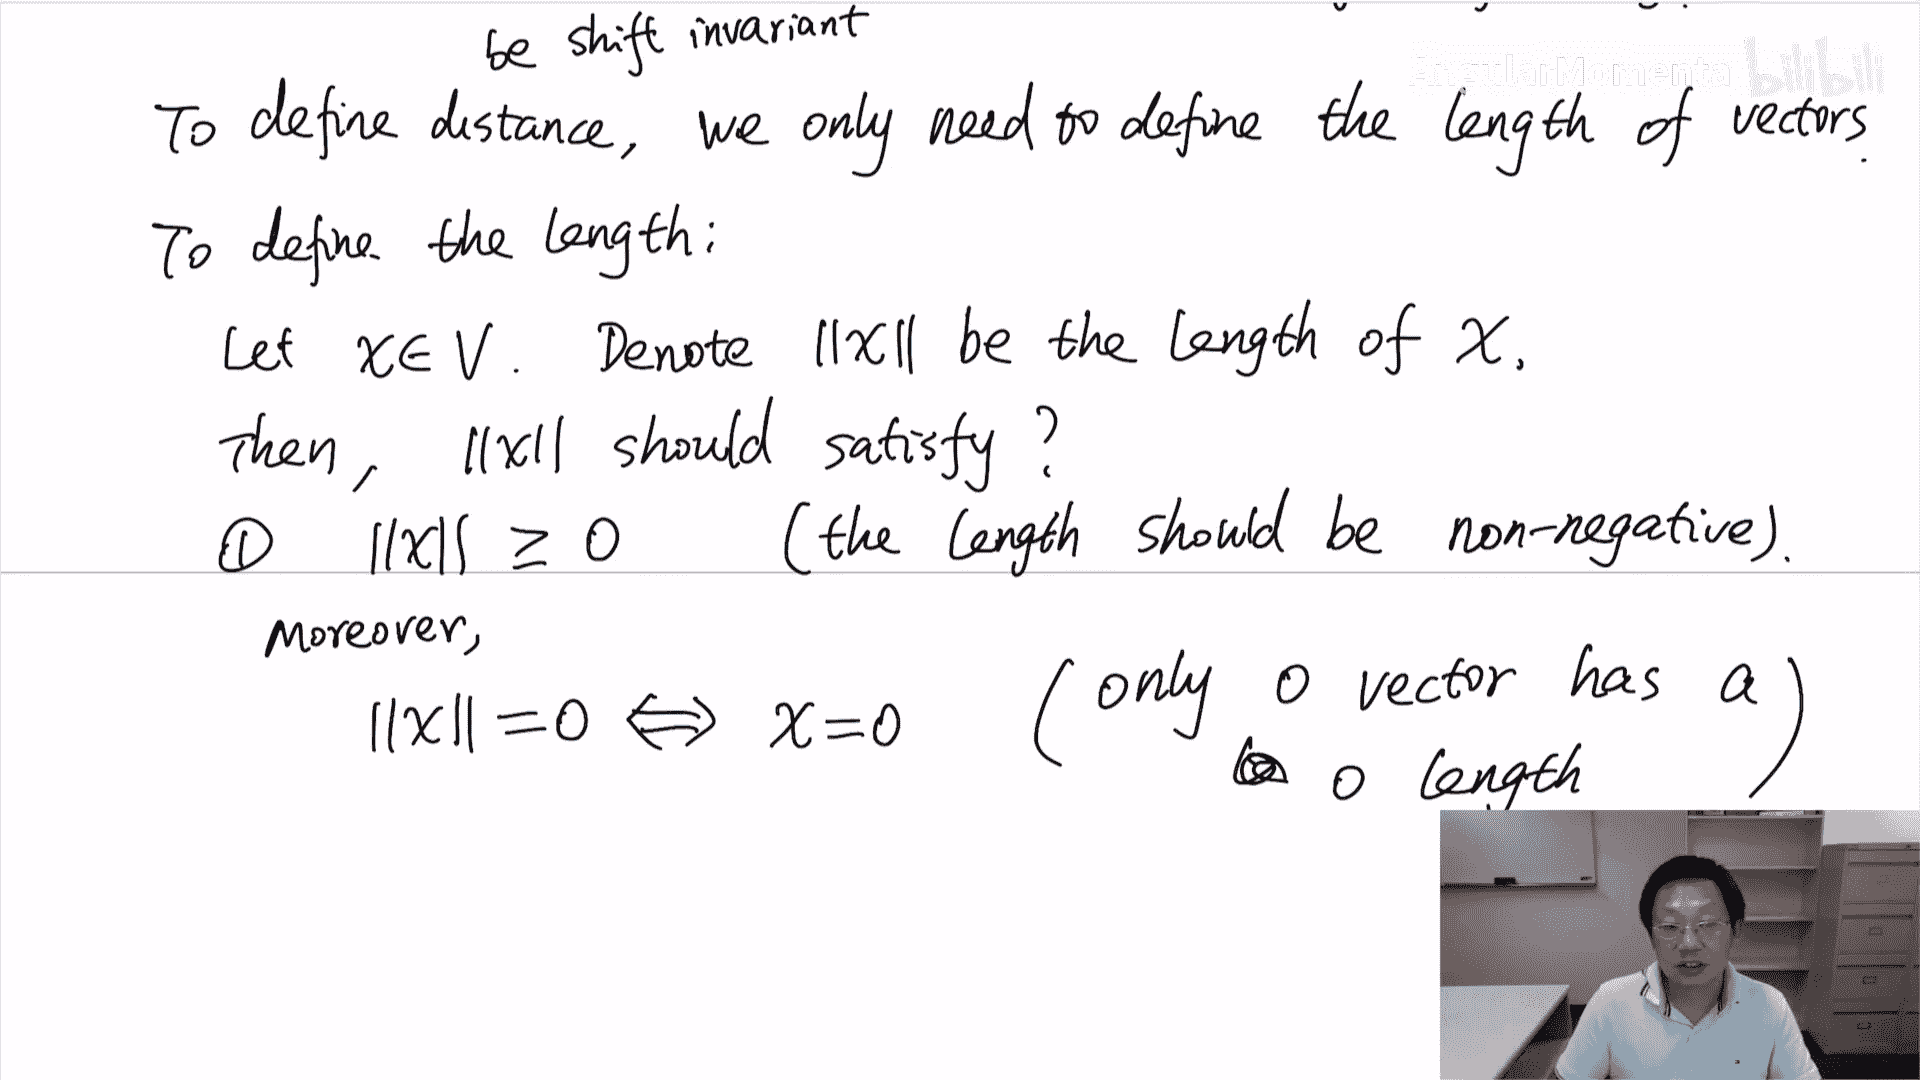 be shift invariant
AngularMomenta bilibili
To define distance, we only need to define the length of vectors.
To define the length:
Let x∈V. Denote ||x|| be the length of x.
Then, ||x|| should satisfy?
① ||x|| ≥ 0 (the length should be non-negative).
Moreover,
||x|| = 0 ⟺ x = 0 (only 0 vector has a
0 length)